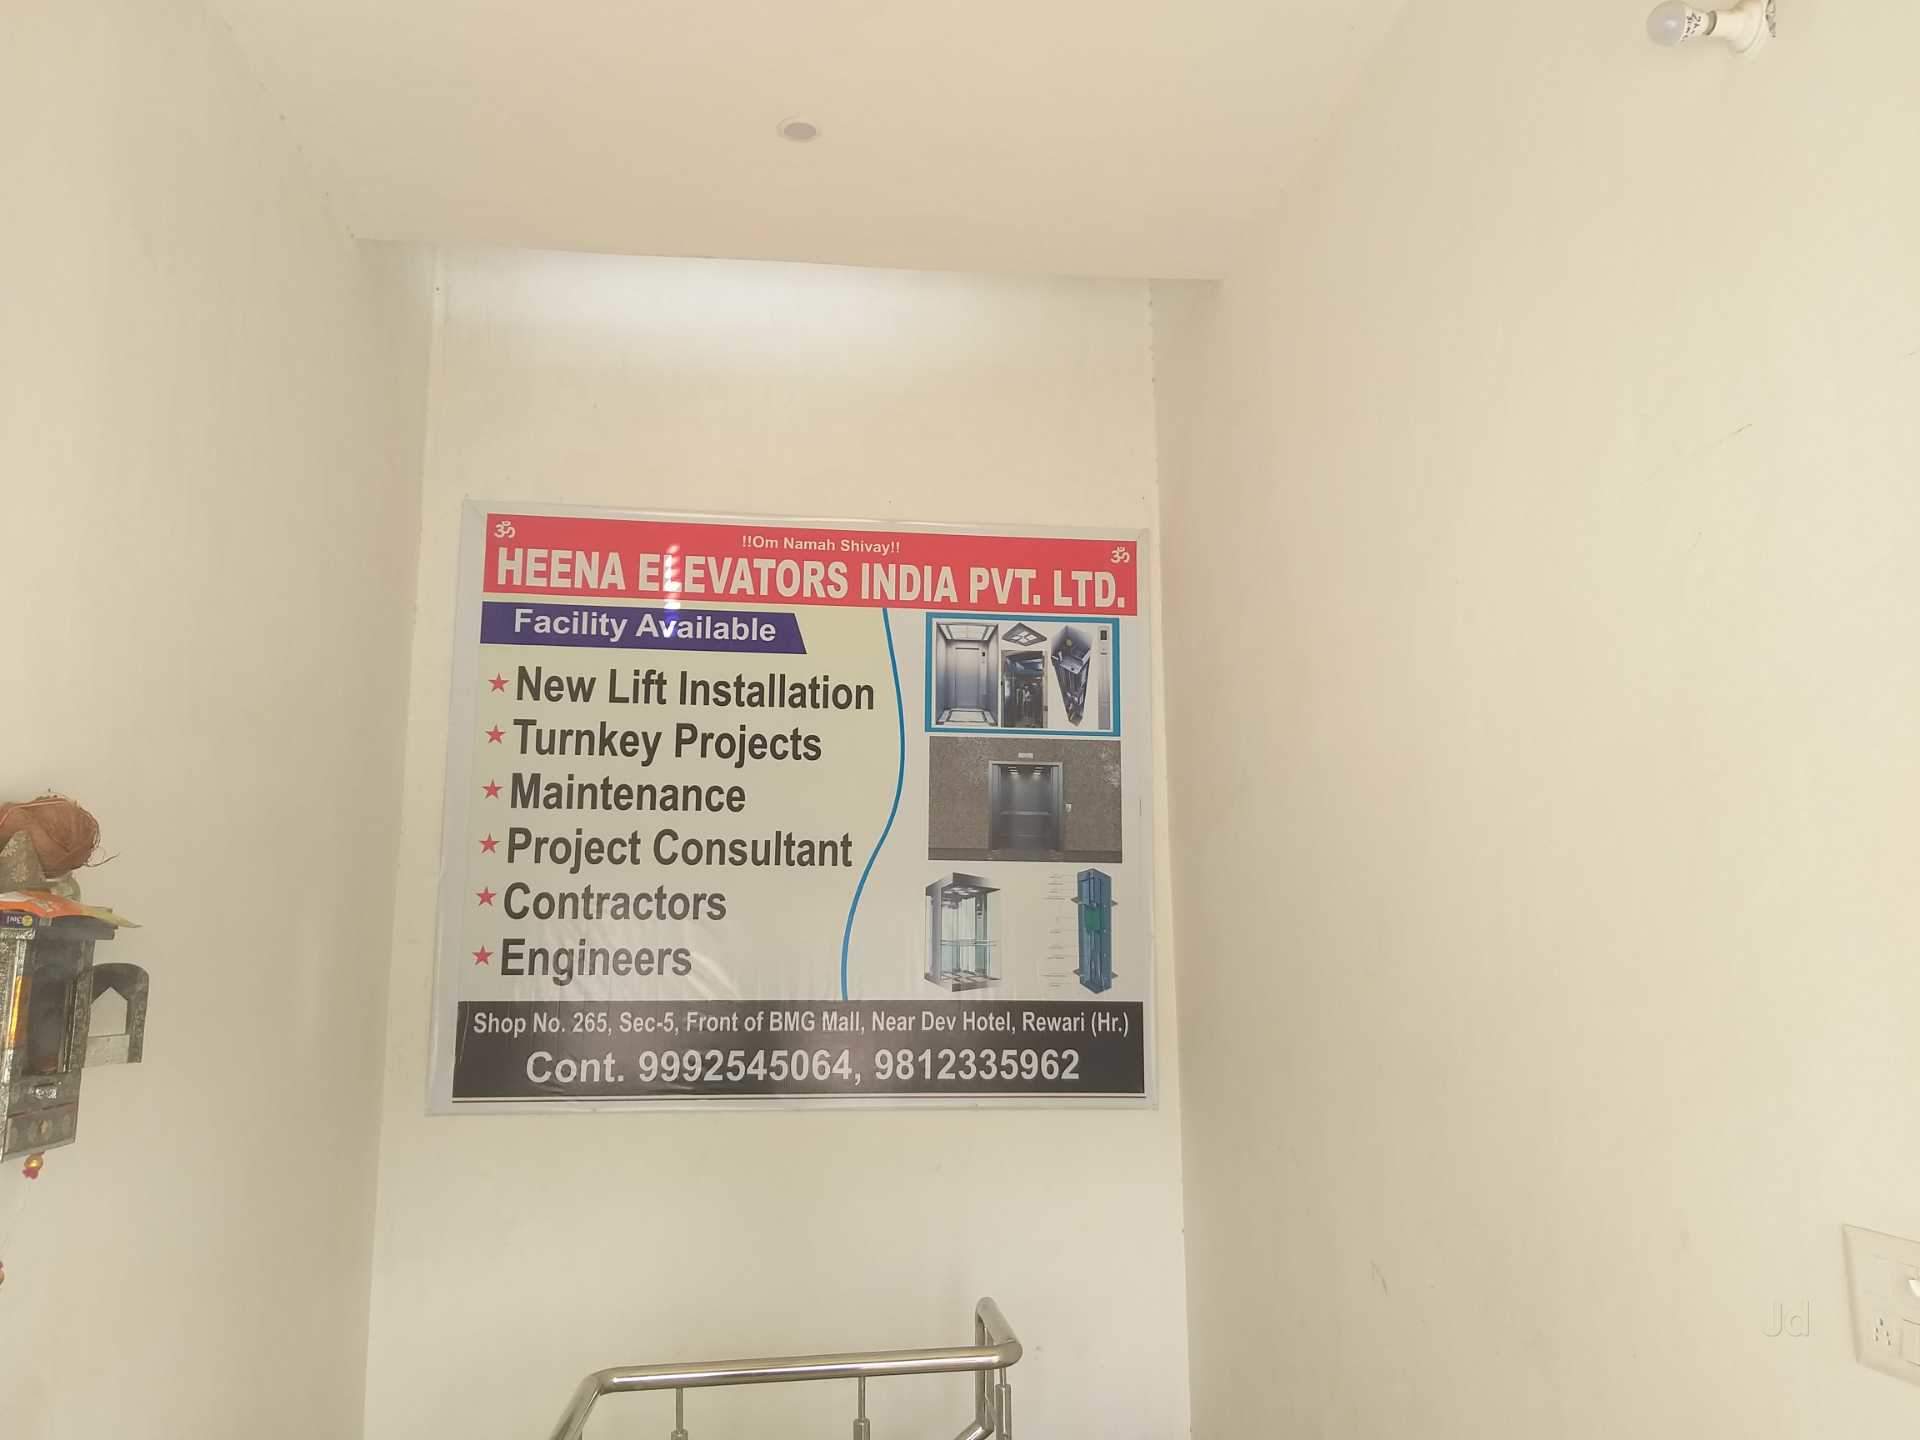 ॐ !!Om Namah Shivay!! ॐ
HEENA ELEVATORS INDIA PVT. LTD.
Facility Available
New Lift Installation
Turnkey Projects
Maintenance
Project Consultant
Contractors
Engineers
Shop No. 265, Sec-5, Front of BMG Mall, Near Dev Hotel, Rewari (Hr.)
Cont. 9992545064, 9812335962
Jd